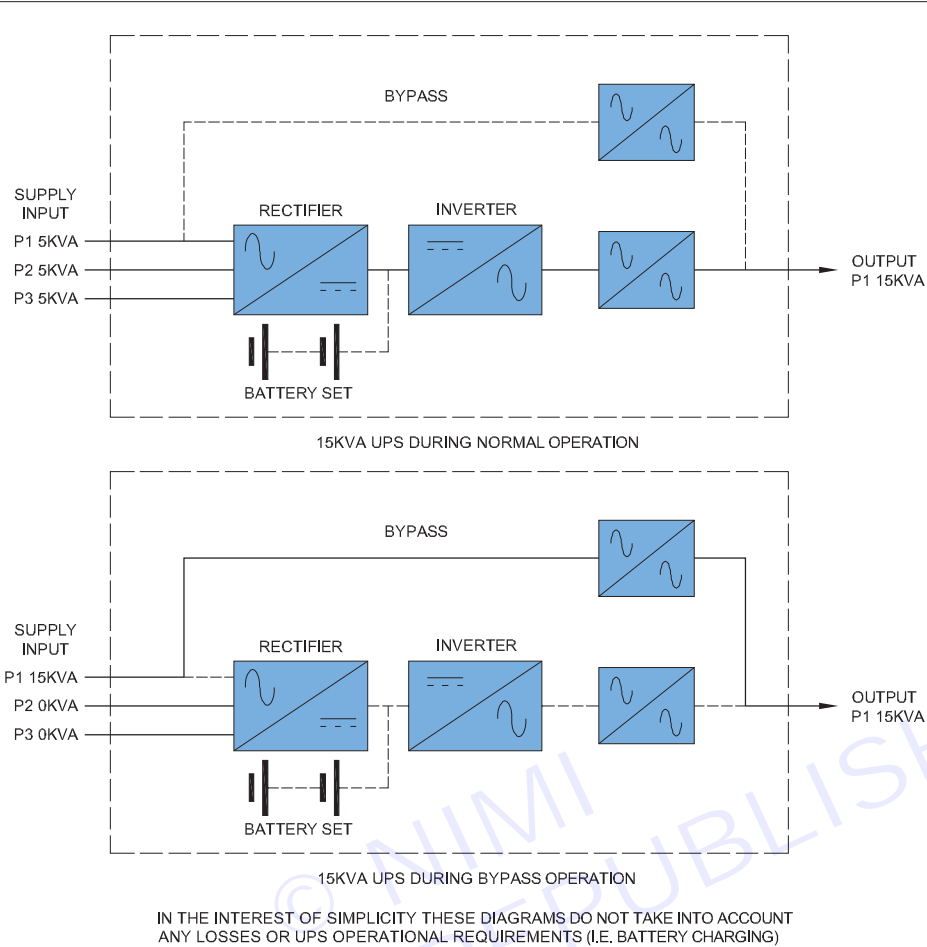 BYPASS
SUPPLY
INPUT
RECTIFIER
INVERTER
P1 5KVA
P2 5KVA
P3 5KVA
OUTPUT
P1 15KVA
BATTERY SET
15KVA UPS DURING NORMAL OPERATION
BYPASS
SUPPLY
INPUT
RECTIFIER
INVERTER
P1 15KVA
P2 0KVA
P3 0KVA
OUTPUT
P1 15KVA
BATTERY SET
15KVA UPS DURING BYPASS OPERATION
IN THE INTEREST OF SIMPLICITY THESE DIAGRAMS DO NOT TAKE INTO ACCOUNT
ANY LOSSES OR UPS OPERATIONAL REQUIREMENTS (I.E. BATTERY CHARGING)
© NIMI